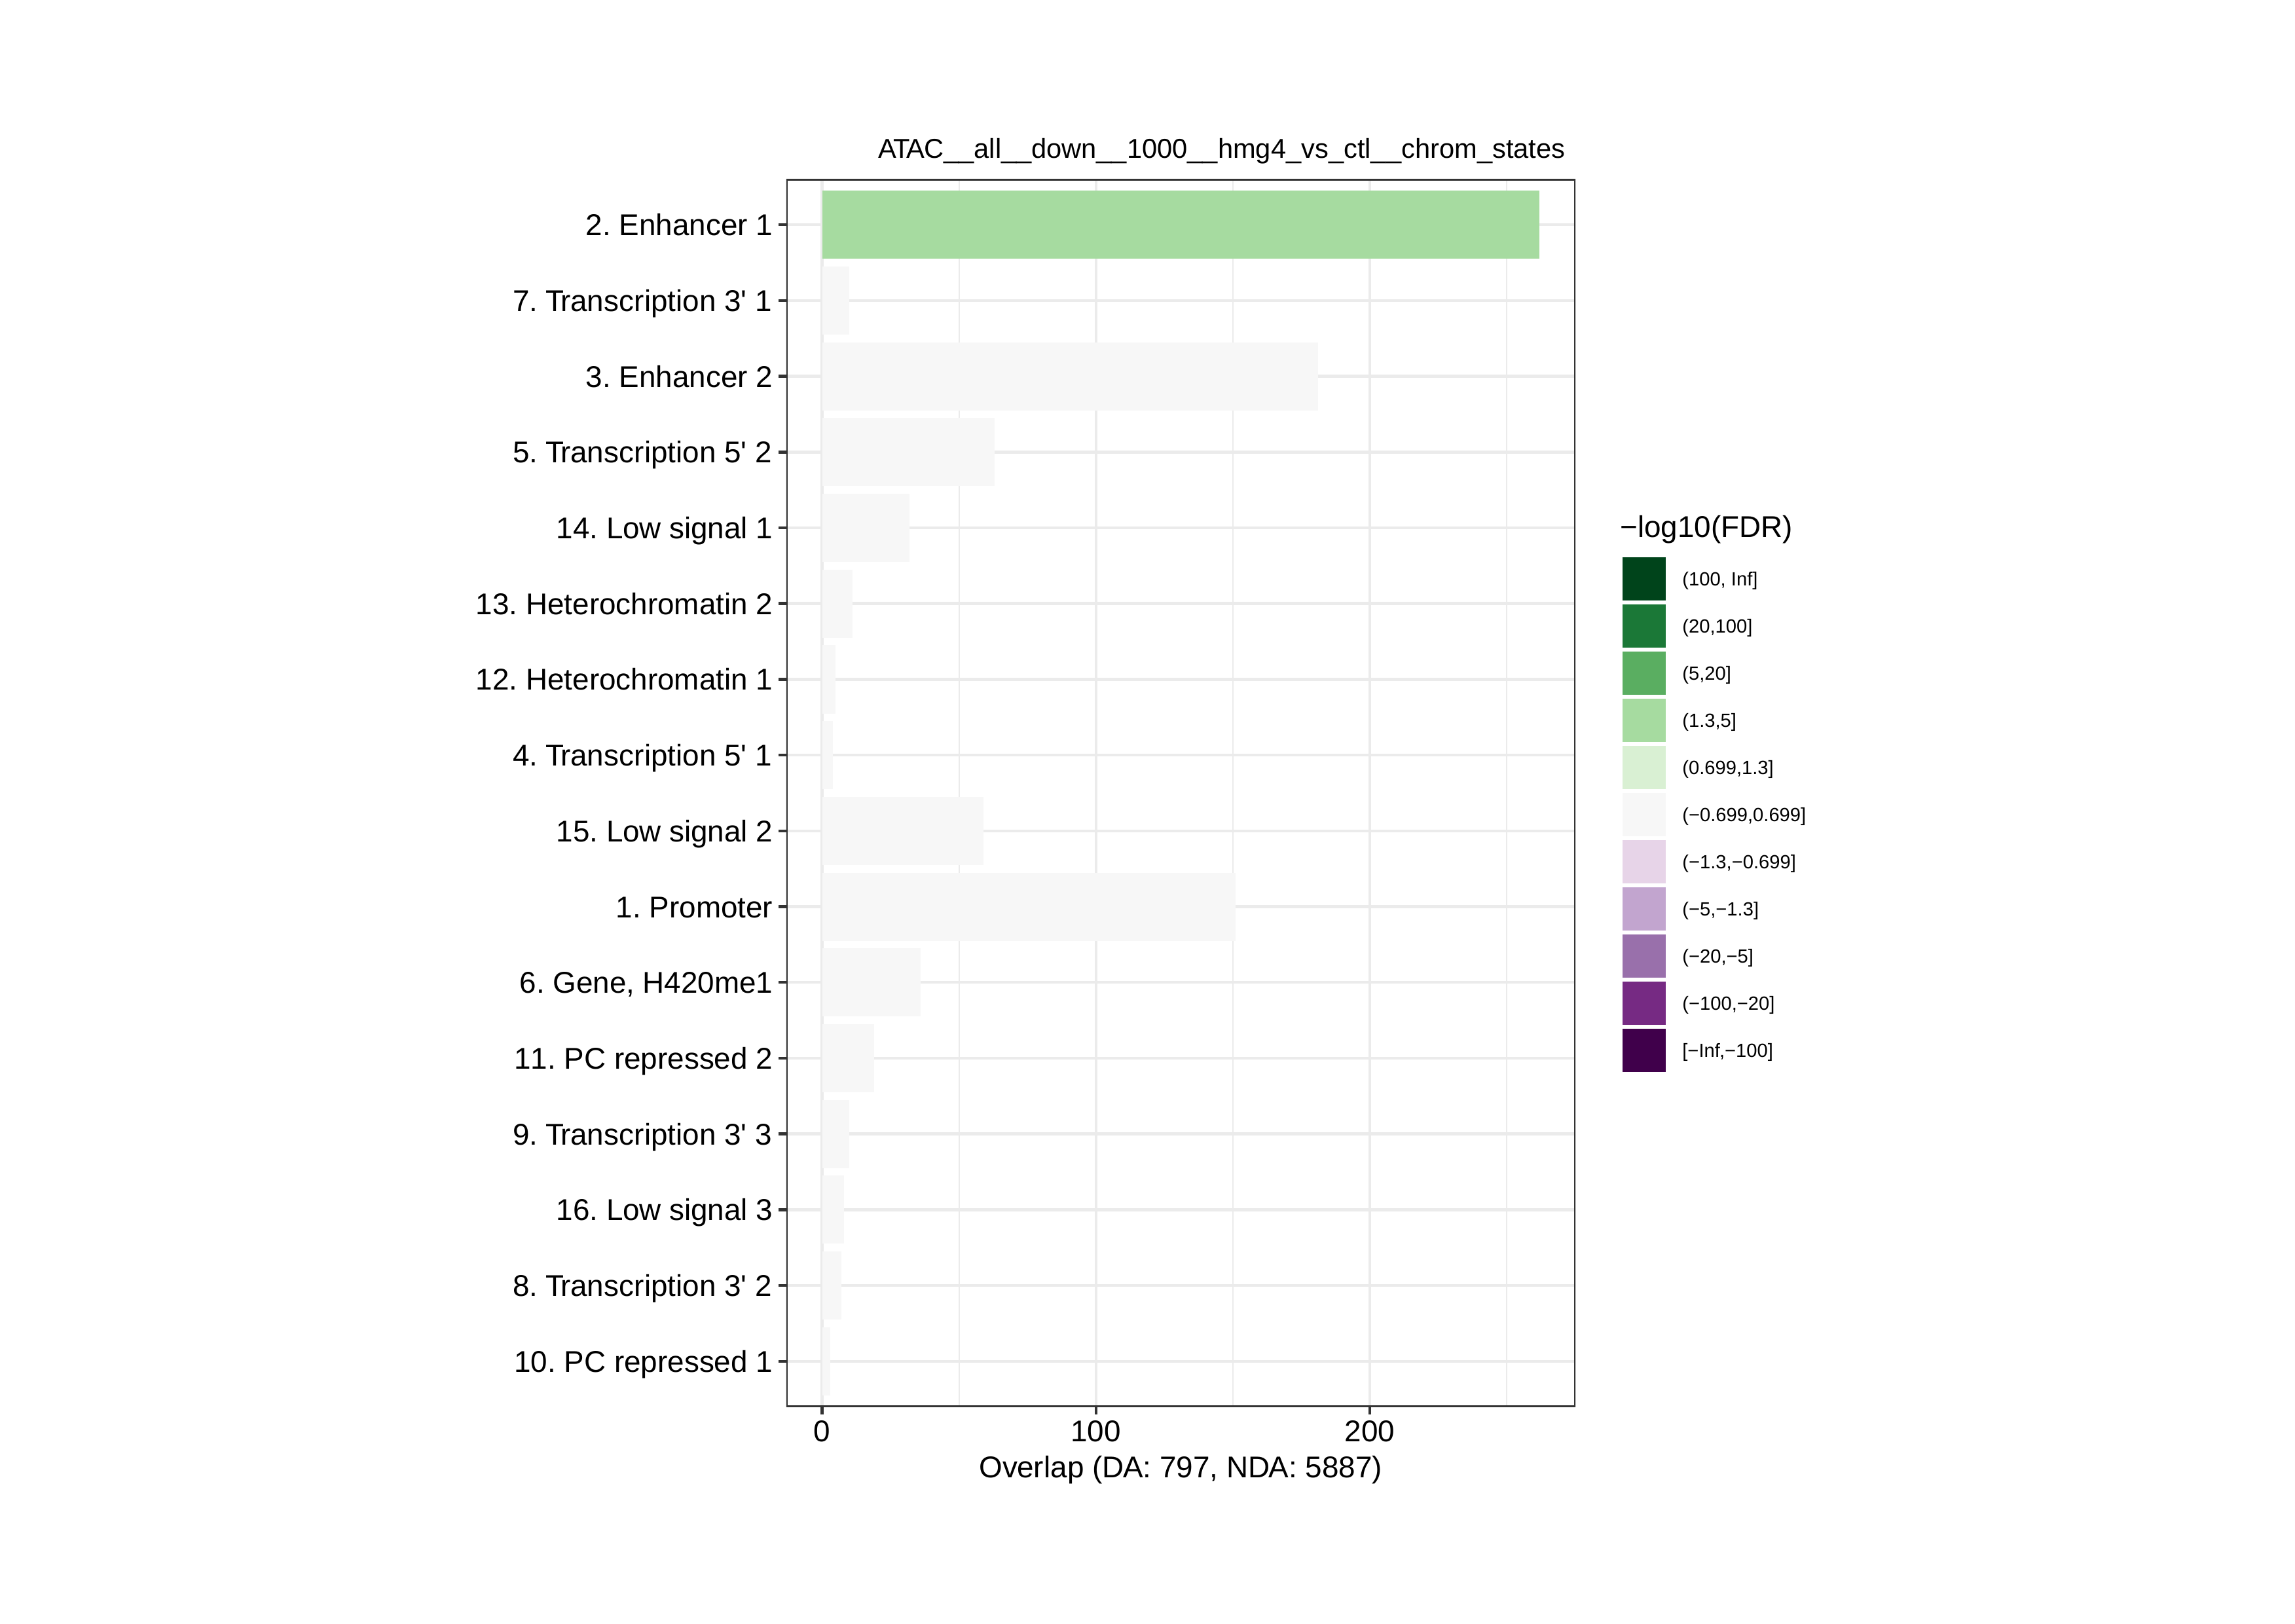 ATAC__all__down__1000__hmg4_vs_ctl__chrom_states
2. Enhancer 1
7. Transcription 3' 1
3. Enhancer 2
5. Transcription 5' 2
14. Low signal 1
13. Heterochromatin 2
12. Heterochromatin 1
4. Transcription 5' 1
15. Low signal 2
1. Promoter
6. Gene, H420me1
11. PC repressed 2
9. Transcription 3' 3
16. Low signal 3
8. Transcription 3' 2
10. PC repressed 1
0 100 200
Overlap (DA: 797, NDA: 5887)
−log10(FDR)
(100, Inf]
(20,100]
(5,20]
(1.3,5]
(0.699,1.3]
(−0.699,0.699]
(−1.3,−0.699]
(−5,−1.3]
(−20,−5]
(−100,−20]
[−Inf,−100]